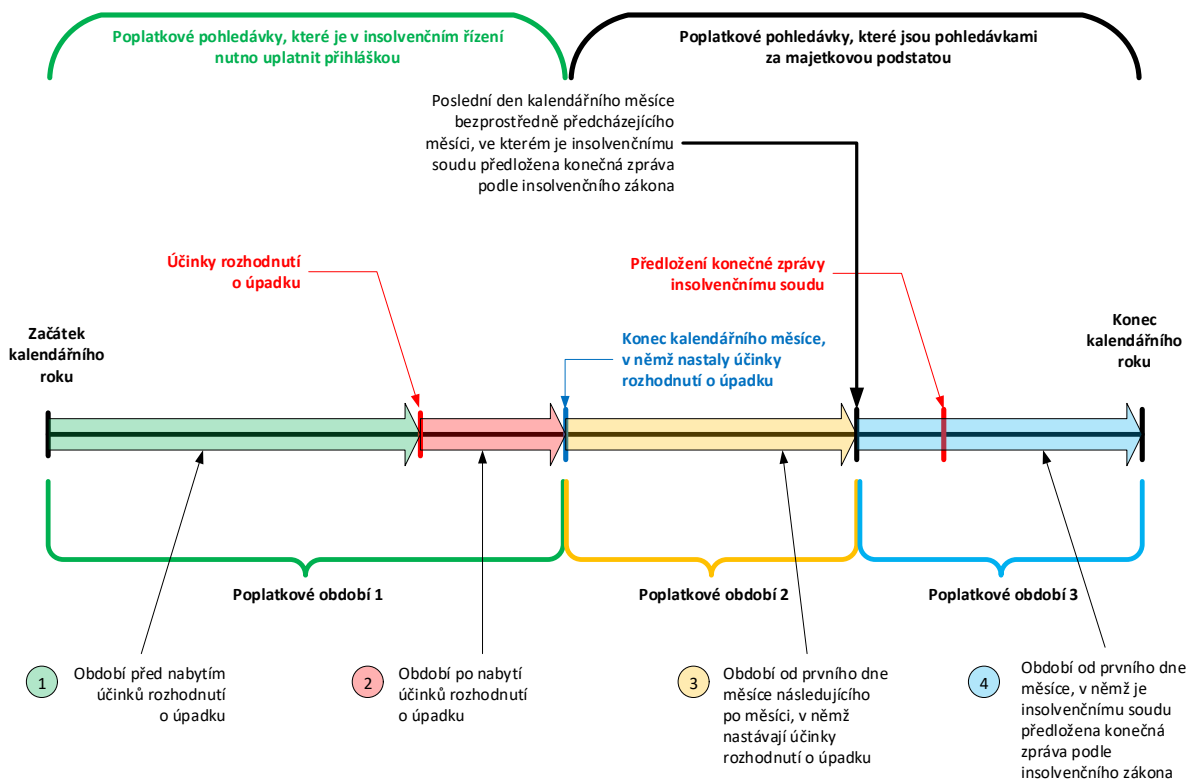 Poplatkové pohledávky, které je v insolvenčním řízení
nutno uplatnit přihláškou
Poplatkové pohledávky, které jsou pohledávkami
za majetkovou podstatou
Poslední den kalendářního měsíce
bezprostředně předcházejícího
měsíci, ve kterém je insolvenčnímu
soudu předložena konečná zpráva
podle insolvenčního zákona
Účinky rozhodnutí
o úpadku
Předložení konečné zprávy
insolvenčnímu soudu
Začátek
kalendářního
roku
Konec kalendářního měsíce,
v němž nastaly účinky
rozhodnutí o úpadku
Konec
kalendářního
roku
Poplatkové období 1
Poplatkové období 2
Poplatkové období 3
1
Období před nabytím
účinků rozhodnutí
o úpadku
2
Období po nabytí
účinků rozhodnutí
o úpadku
3
Období od prvního dne
měsíce následujícího
po měsíci, v němž
nastávají účinky
rozhodnutí o úpadku
4
Období od prvního dne
měsíce, v němž je
insolvenčnímu soudu
předložena konečná
zpráva podle
insolvenčního zákona